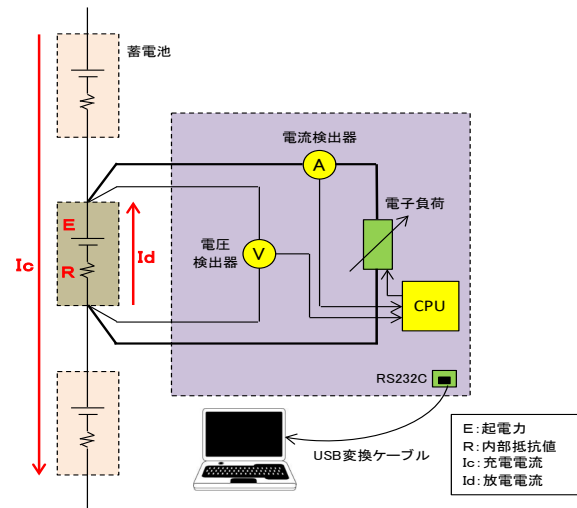 蓄電池
電流検出器
A
電子負荷
E
Id
Ic
R
電圧
検出器
V
CPU
RS232C
USB変換ケーブル
E:起電力
R:内部抵抗値
Ic:充電電流
Id:放電電流